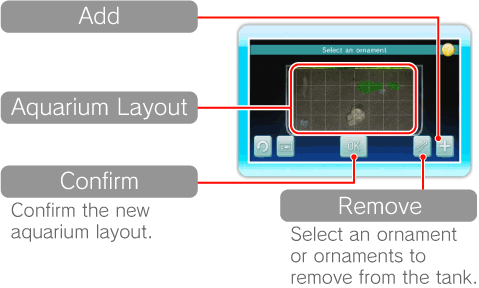 Add
Select an ornament
Aquarium Layout
OK
Confirm
Confirm the new
aquarium layout.
Remove
Select an ornament
or ornaments to
remove from the tank.